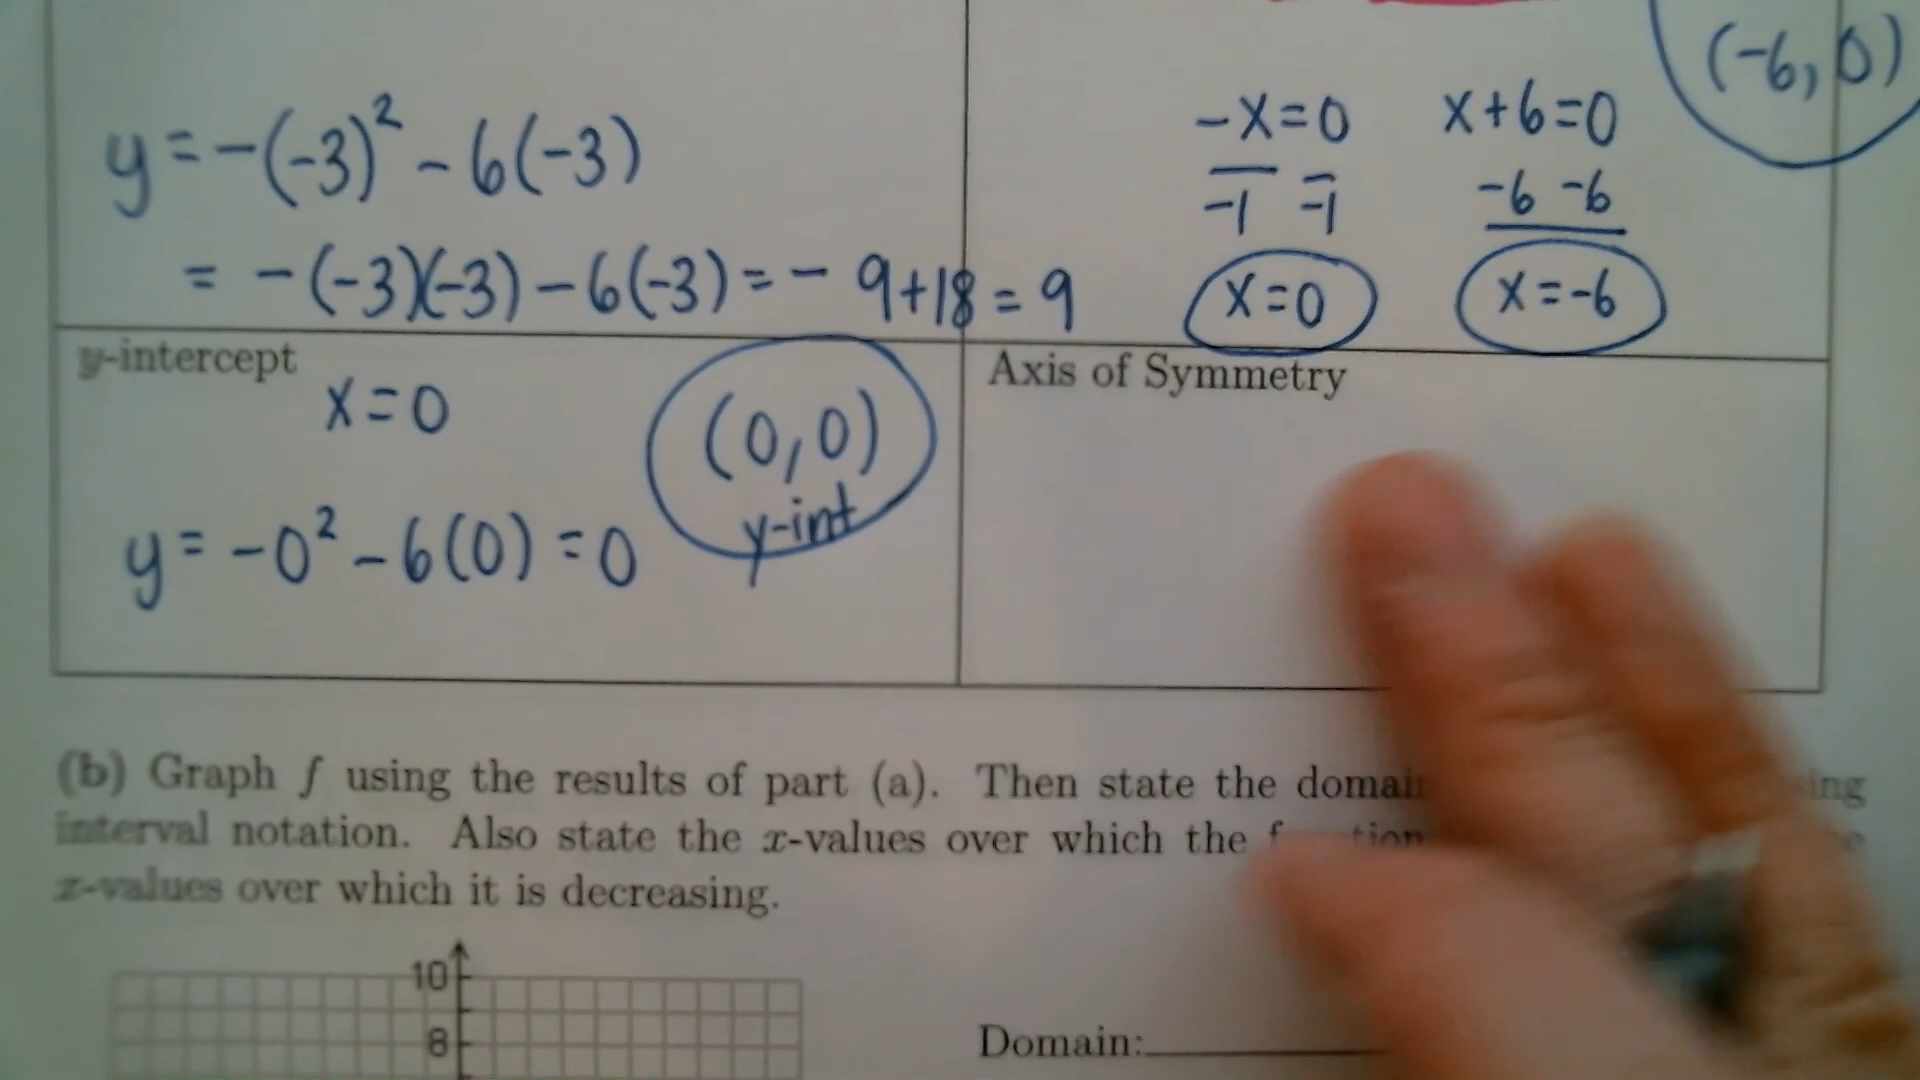 (-6, 0)
y = -(-3)² - 6(-3)
= -(-3)(-3) - 6(-3) = - 9 + 18 = 9
-x = 0
-1 -1
x = 0
x + 6 = 0
-6 -6
x = -6
y-intercept
x = 0
(0, 0)
y-int
y = -0² - 6(0) = 0
Axis of Symmetry
(b) Graph f using the results of part (a). Then state the
interval notation. Also state the x-values over which the
x-values over which it is decreasing.
10
8
Domain: